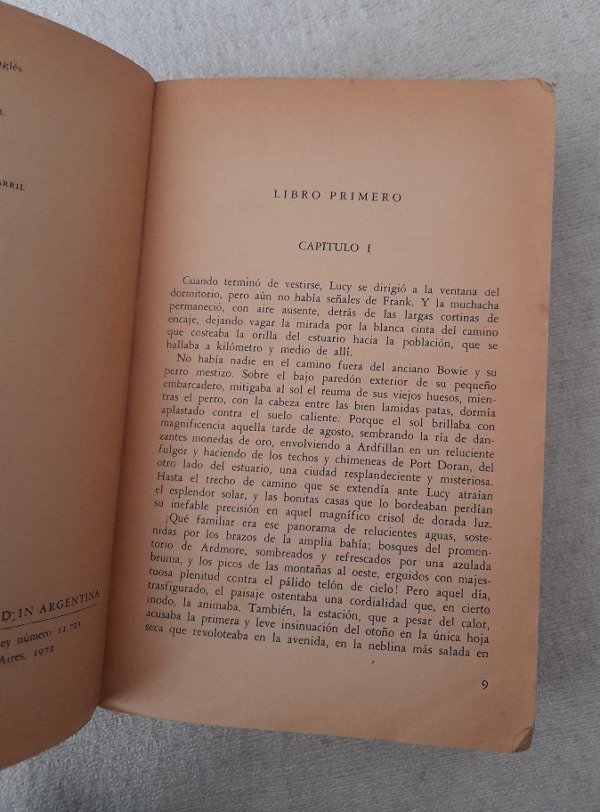 glés
ARRIL
D IN ARGENTINA
ey número 11.723
Aires, 1972
LIBRO PRIMERO
CAPITULO I
Cuando terminó de vestirse, Lucy se dirigió a la ventana del
dormitorio, pero aún no había señales de Frank. Y la muchacha
permaneció, con aire ausente, detrás de las largas cortinas de
encaje, dejando vagar la mirada por la blanca cinta del camino
que costeaba la orilla del estuario hacia la población, que se
hallaba a kilómetro y medio de allí.
No había nadie en el camino fuera del anciano Bowie y su
perro mestizo. Sobre el bajo paredón exterior de su pequeño
embarcadero, mitigaba al sol el reuma de sus viejos huesos, mien-
tras el perro, con la cabeza entre las bien lamidas patas, dormía
aplastado contra el suelo caliente. Porque el sol brillaba con
magnificencia aquella tarde de agosto, sembrando la ría de dan-
zantes monedas de oro, envolviendo a Ardfillan en un reluciente
fulgor y haciendo de los techos y chimeneas de Port Doran, del
otro lado del estuario, una ciudad resplandeciente y misteriosa.
Hasta el trecho de camino que se extendía ante Lucy atraían
el esplendor solar, y las bonitas casas que lo bordeaban perdían
su inefable precisión en aquel magnífico crisol de dorada luz.
¡Qué familiar era ese panorama de relucientes aguas, soste-
nidas por los brazos de la amplia bahía; bosques del promon-
torio de Ardmore, sombreados y refrescados por una azulada
bruma, y los picos de las montañas al oeste, erguidos con majes-
tuosa plenitud contra el pálido telón de cielo! Pero aquel día,
trasfigurado, el paisaje ostentaba una cordialidad que, en cierto
modo, la animaba. También, la estación, que a pesar del calor,
acusaba la primera y leve insinuación del otoño en la única hoja
seca que revoloteaba en la avenida, en la neblina más salada en
9